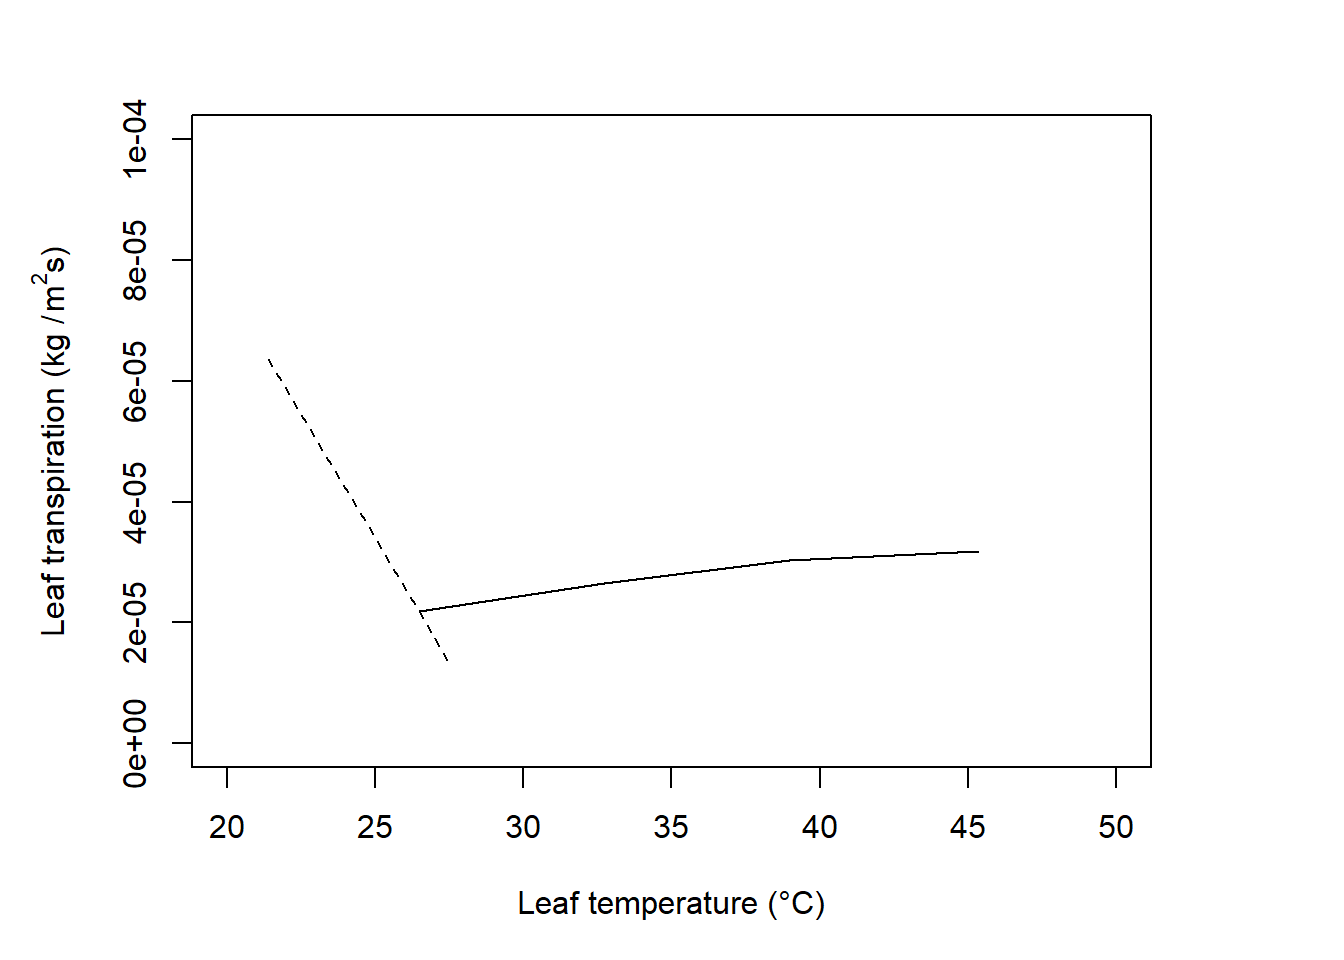 Leaf transpiration (kg /m²s)
1e-04
8e-05
6e-05
4e-05
2e-05
0e+00
20 25 30 35 40 45 50
Leaf temperature (°C)